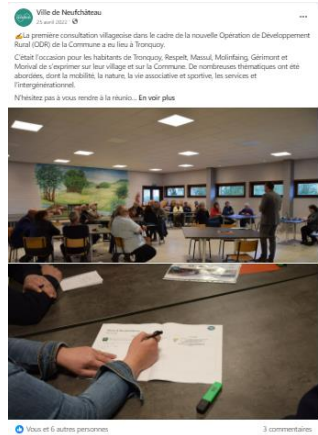 Ville de Neufchâteau
25 avril 2022
La première consultation villageoise dans le cadre de la nouvelle Opération de Développement
Rural (ODR) de la Commune a eu lieu à Tronquoy.
C'était l'occasion pour les habitants de Tronquoy, Respelt, Massul, Molinfaing, Gérimont et
Morival de s'exprimer sur leur village et sur la Commune. De nombreuses thématiques ont été
abordées, dont la mobilité, la nature, la vie associative et sportive, les services et
l'intergénérationnel.
N'hésitez pas à vous rendre à la réunio... En voir plus
Vous et 6 autres personnes
3 commentaires